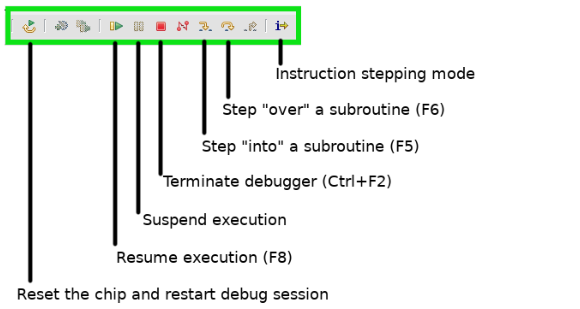 Instruction stepping mode
Step "over" a subroutine (F6)
Step "into" a subroutine (F5)
Terminate debugger (Ctrl+F2)
Suspend execution
Resume execution (F8)
Reset the chip and restart debug session